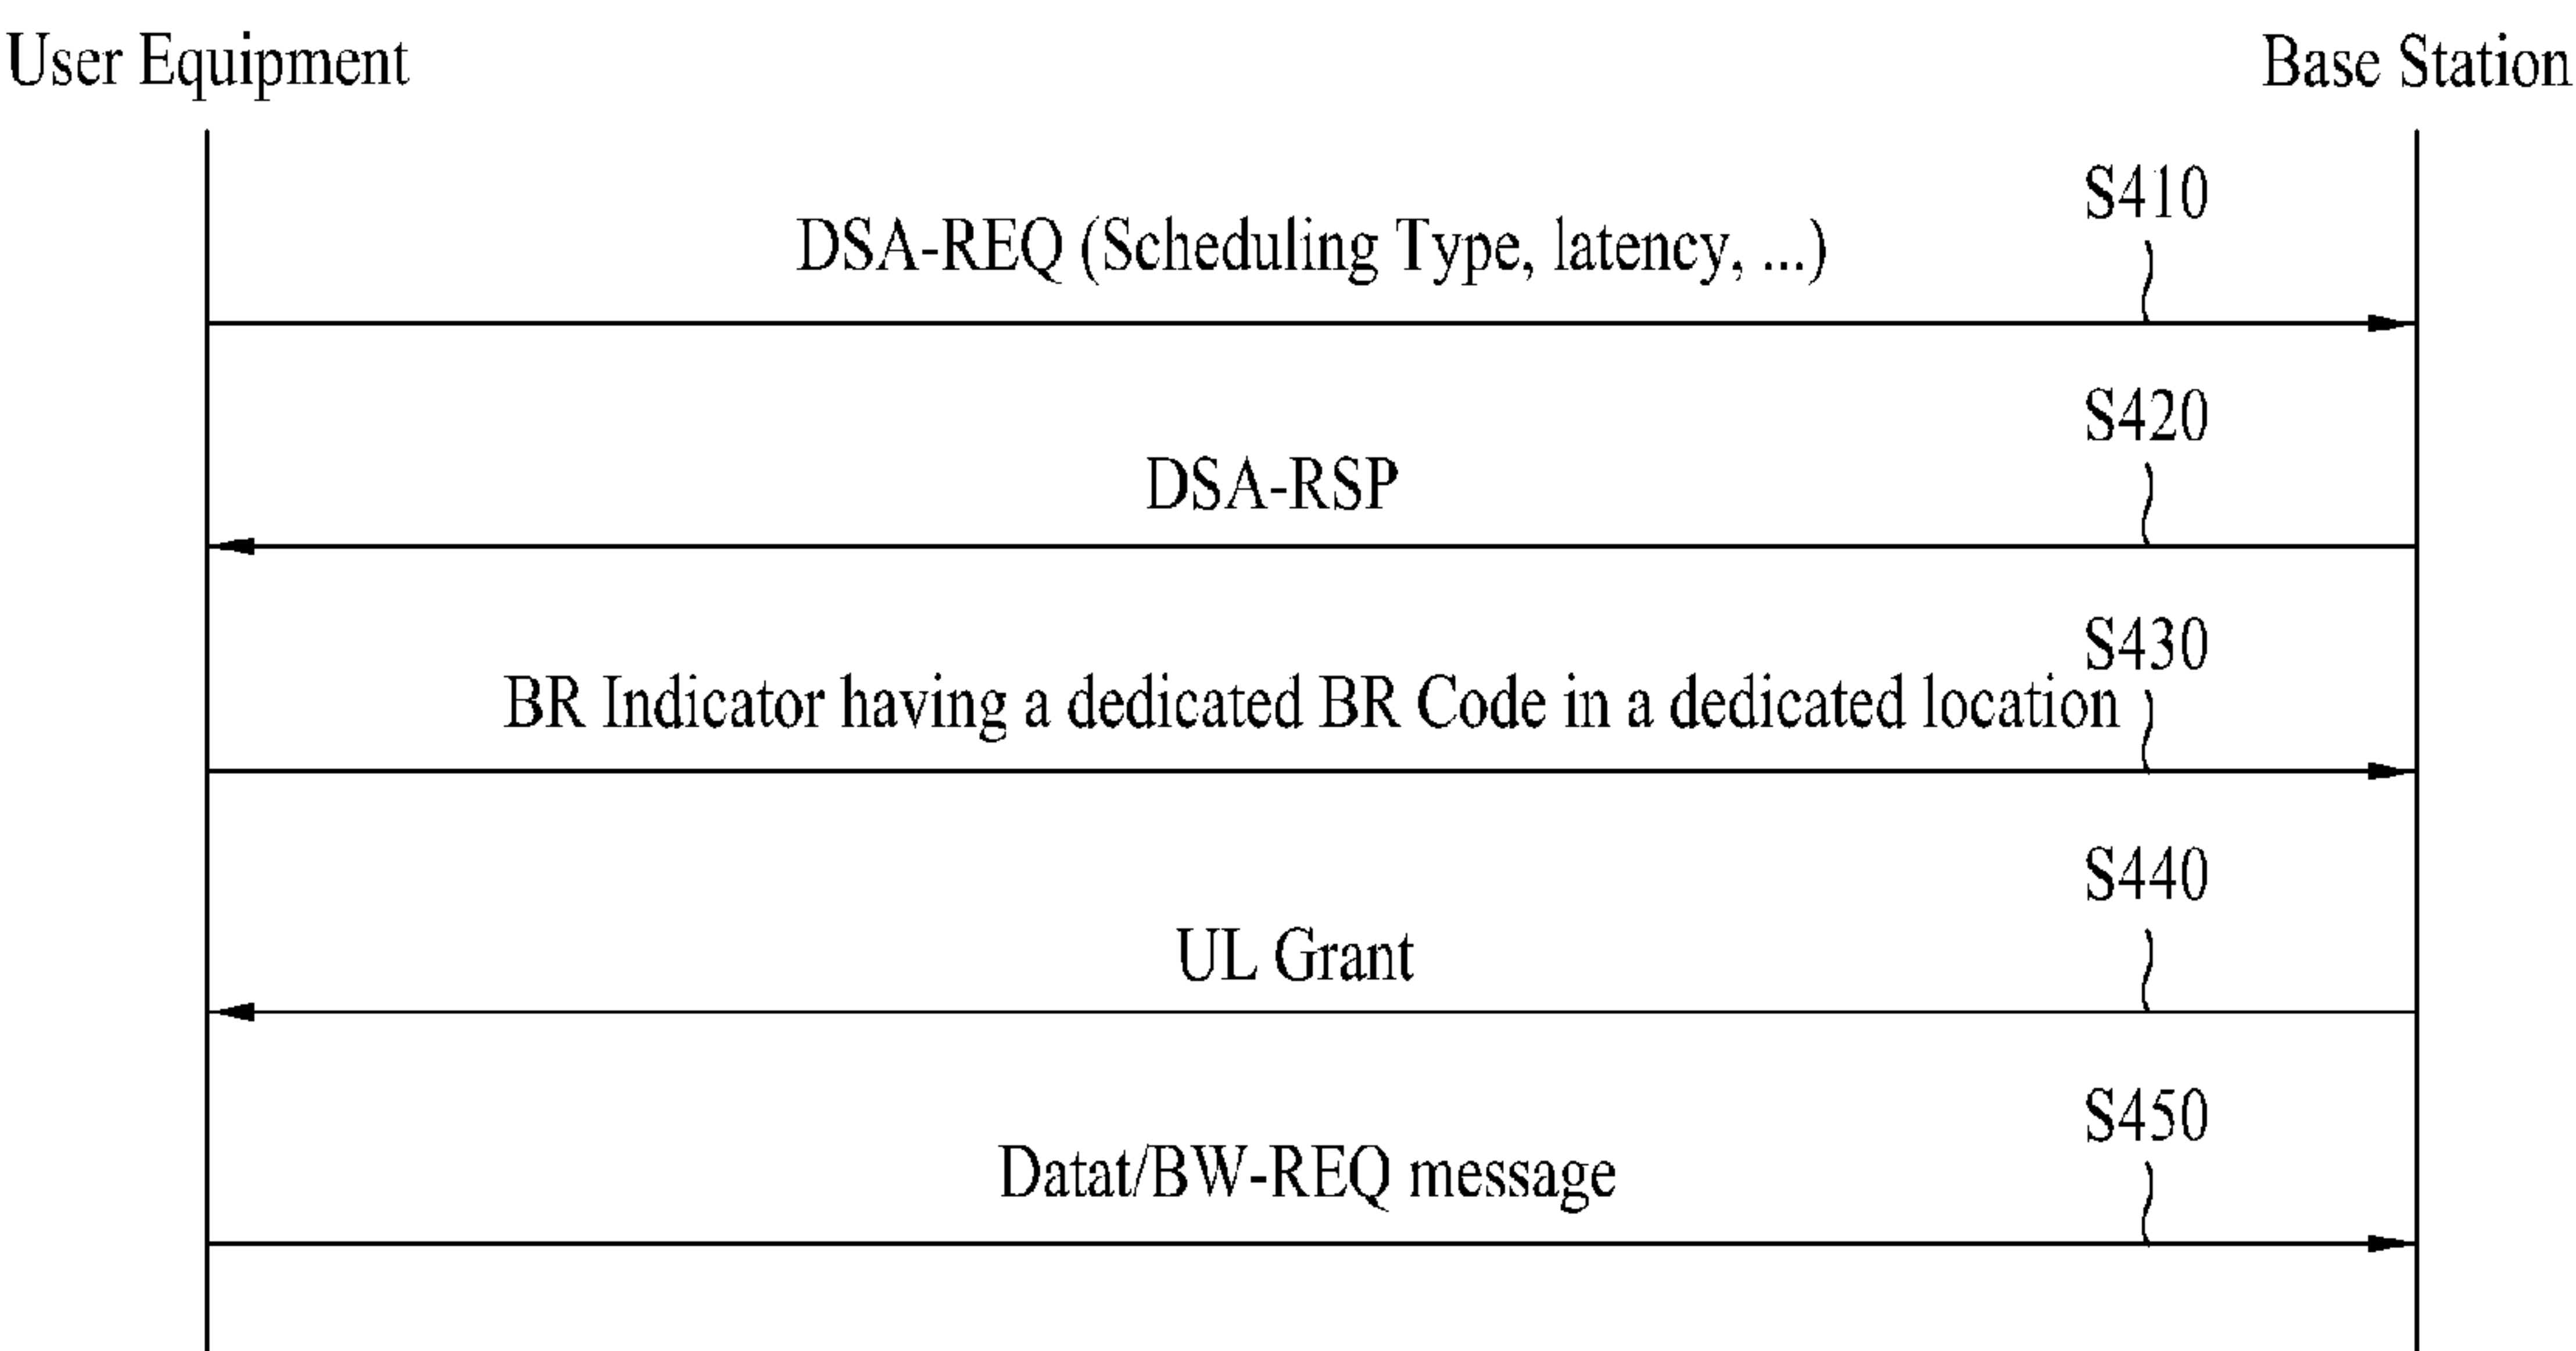 User Equipment
Base Station
S410
DSA-REQ (Scheduling Type, latency, ...)
S420
DSA-RSP
S430
BR Indicator having a dedicated BR Code in a dedicated location
S440
UL Grant
S450
Datat/BW-REQ message